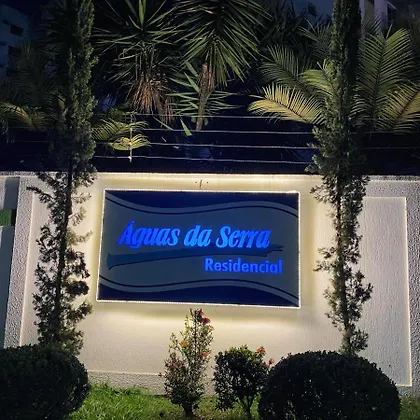 Águas da Serra
Residencial